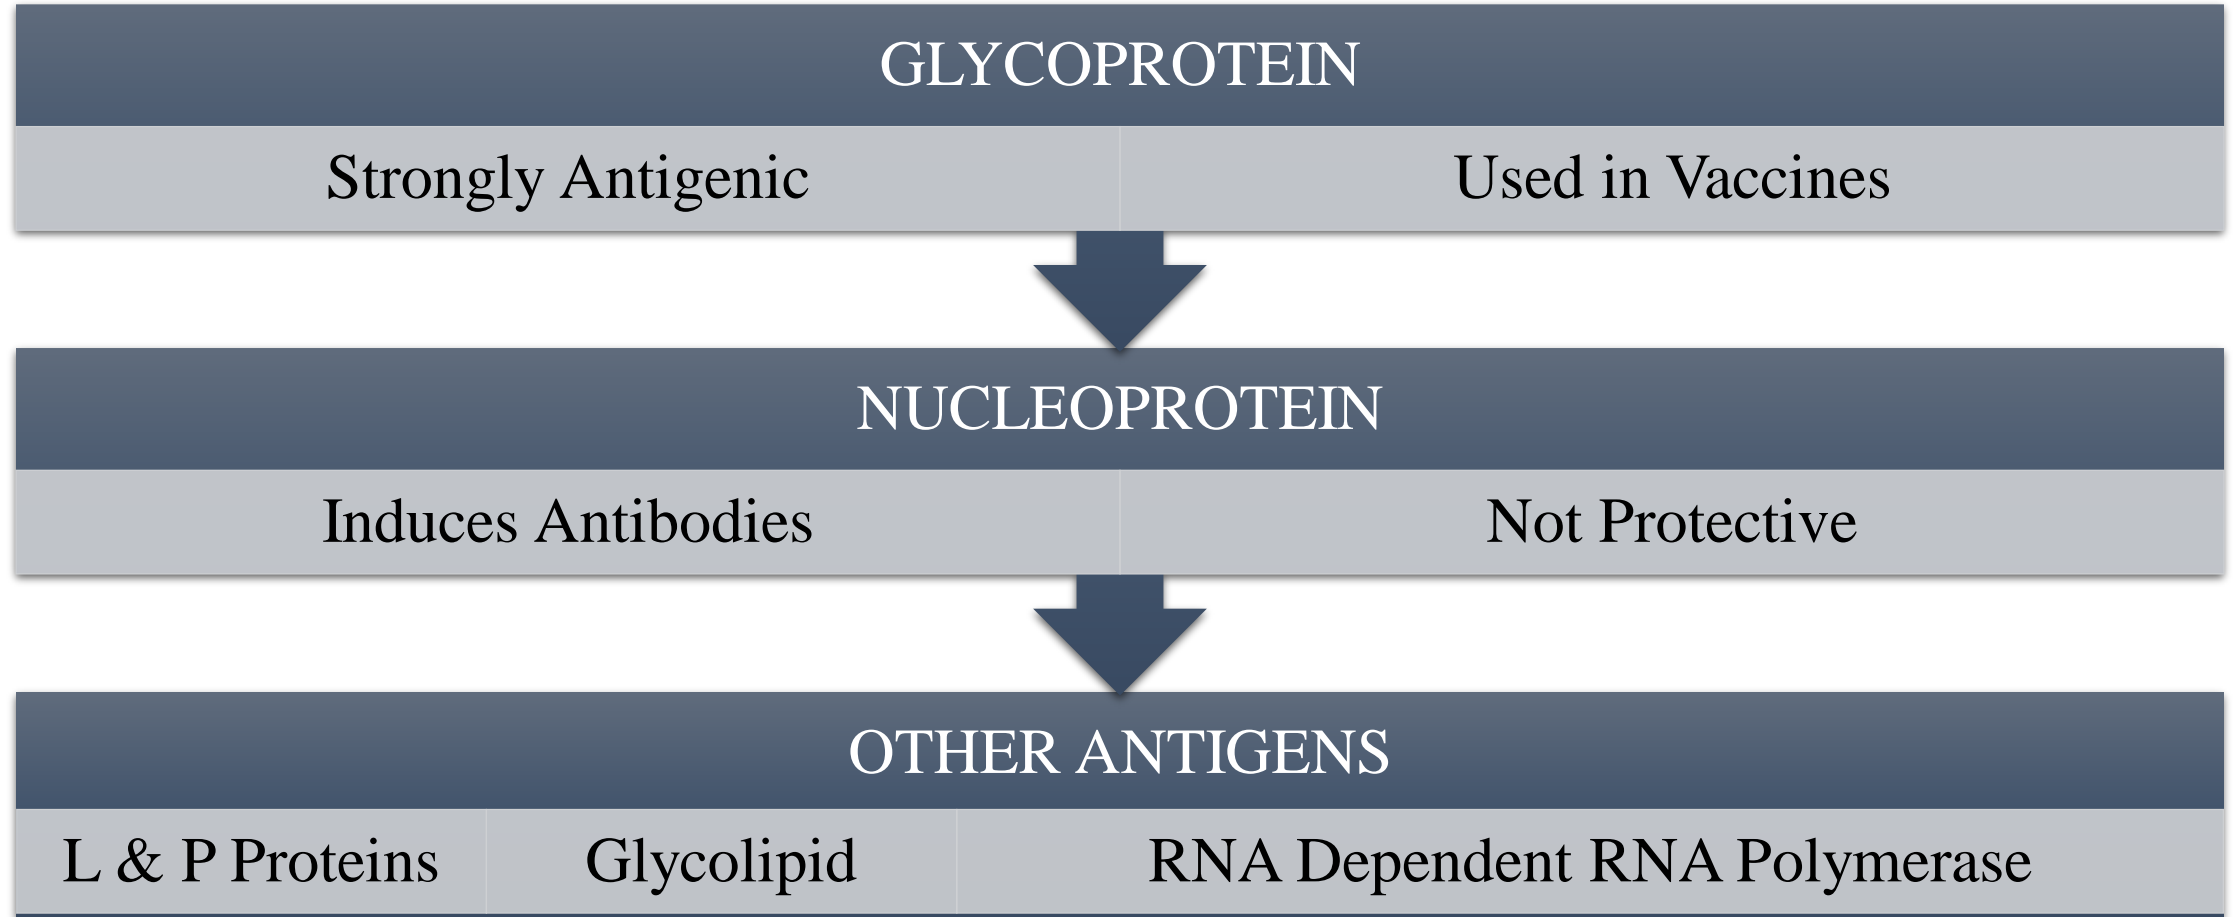 GLYCOPROTEIN
Strongly Antigenic
Used in Vaccines
NUCLEOPROTEIN
Induces Antibodies
Not Protective
OTHER ANTIGENS
L & P Proteins
Glycolipid
RNA Dependent RNA Polymerase